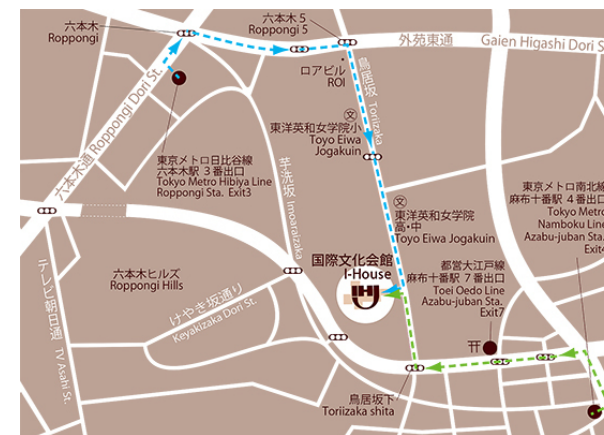 六本木
Roppongi
六本木 5
Roppongi 5
外苑東通 Gaien Higashi Dori S
六本木通 Roppongi Dori St.
ロアビル
ROI
鳥居坂 Toriizaka
文
東洋英和女学院小
Toyo Eiwa
Jogakuin
東京メトロ日比谷線
六本木駅 3番出口
Tokyo Metro Hibiya Line
Roppongi Sta. Exit3
芋洗坂 Imoaraizaka
文
東洋英和女学院
高・中
Toyo Eiwa Jogakuin
東京メトロ南北線
麻布十番駅 4番出口
Tokyo Metro
Namboku Line
Azabu-juban Sta.
Exit4
国際文化会館
I-House
IHJ
都営大江戸線
麻布十番駅 7番出口
Toei Oedo Line
Azabu-juban Sta.
Exit7
六本木ヒルズ
Roppongi Hills
けやき坂通り
Keyakizaka Dori St.
テレビ朝日通 TV Asahi St.
鳥居坂下
Toriizaka shita